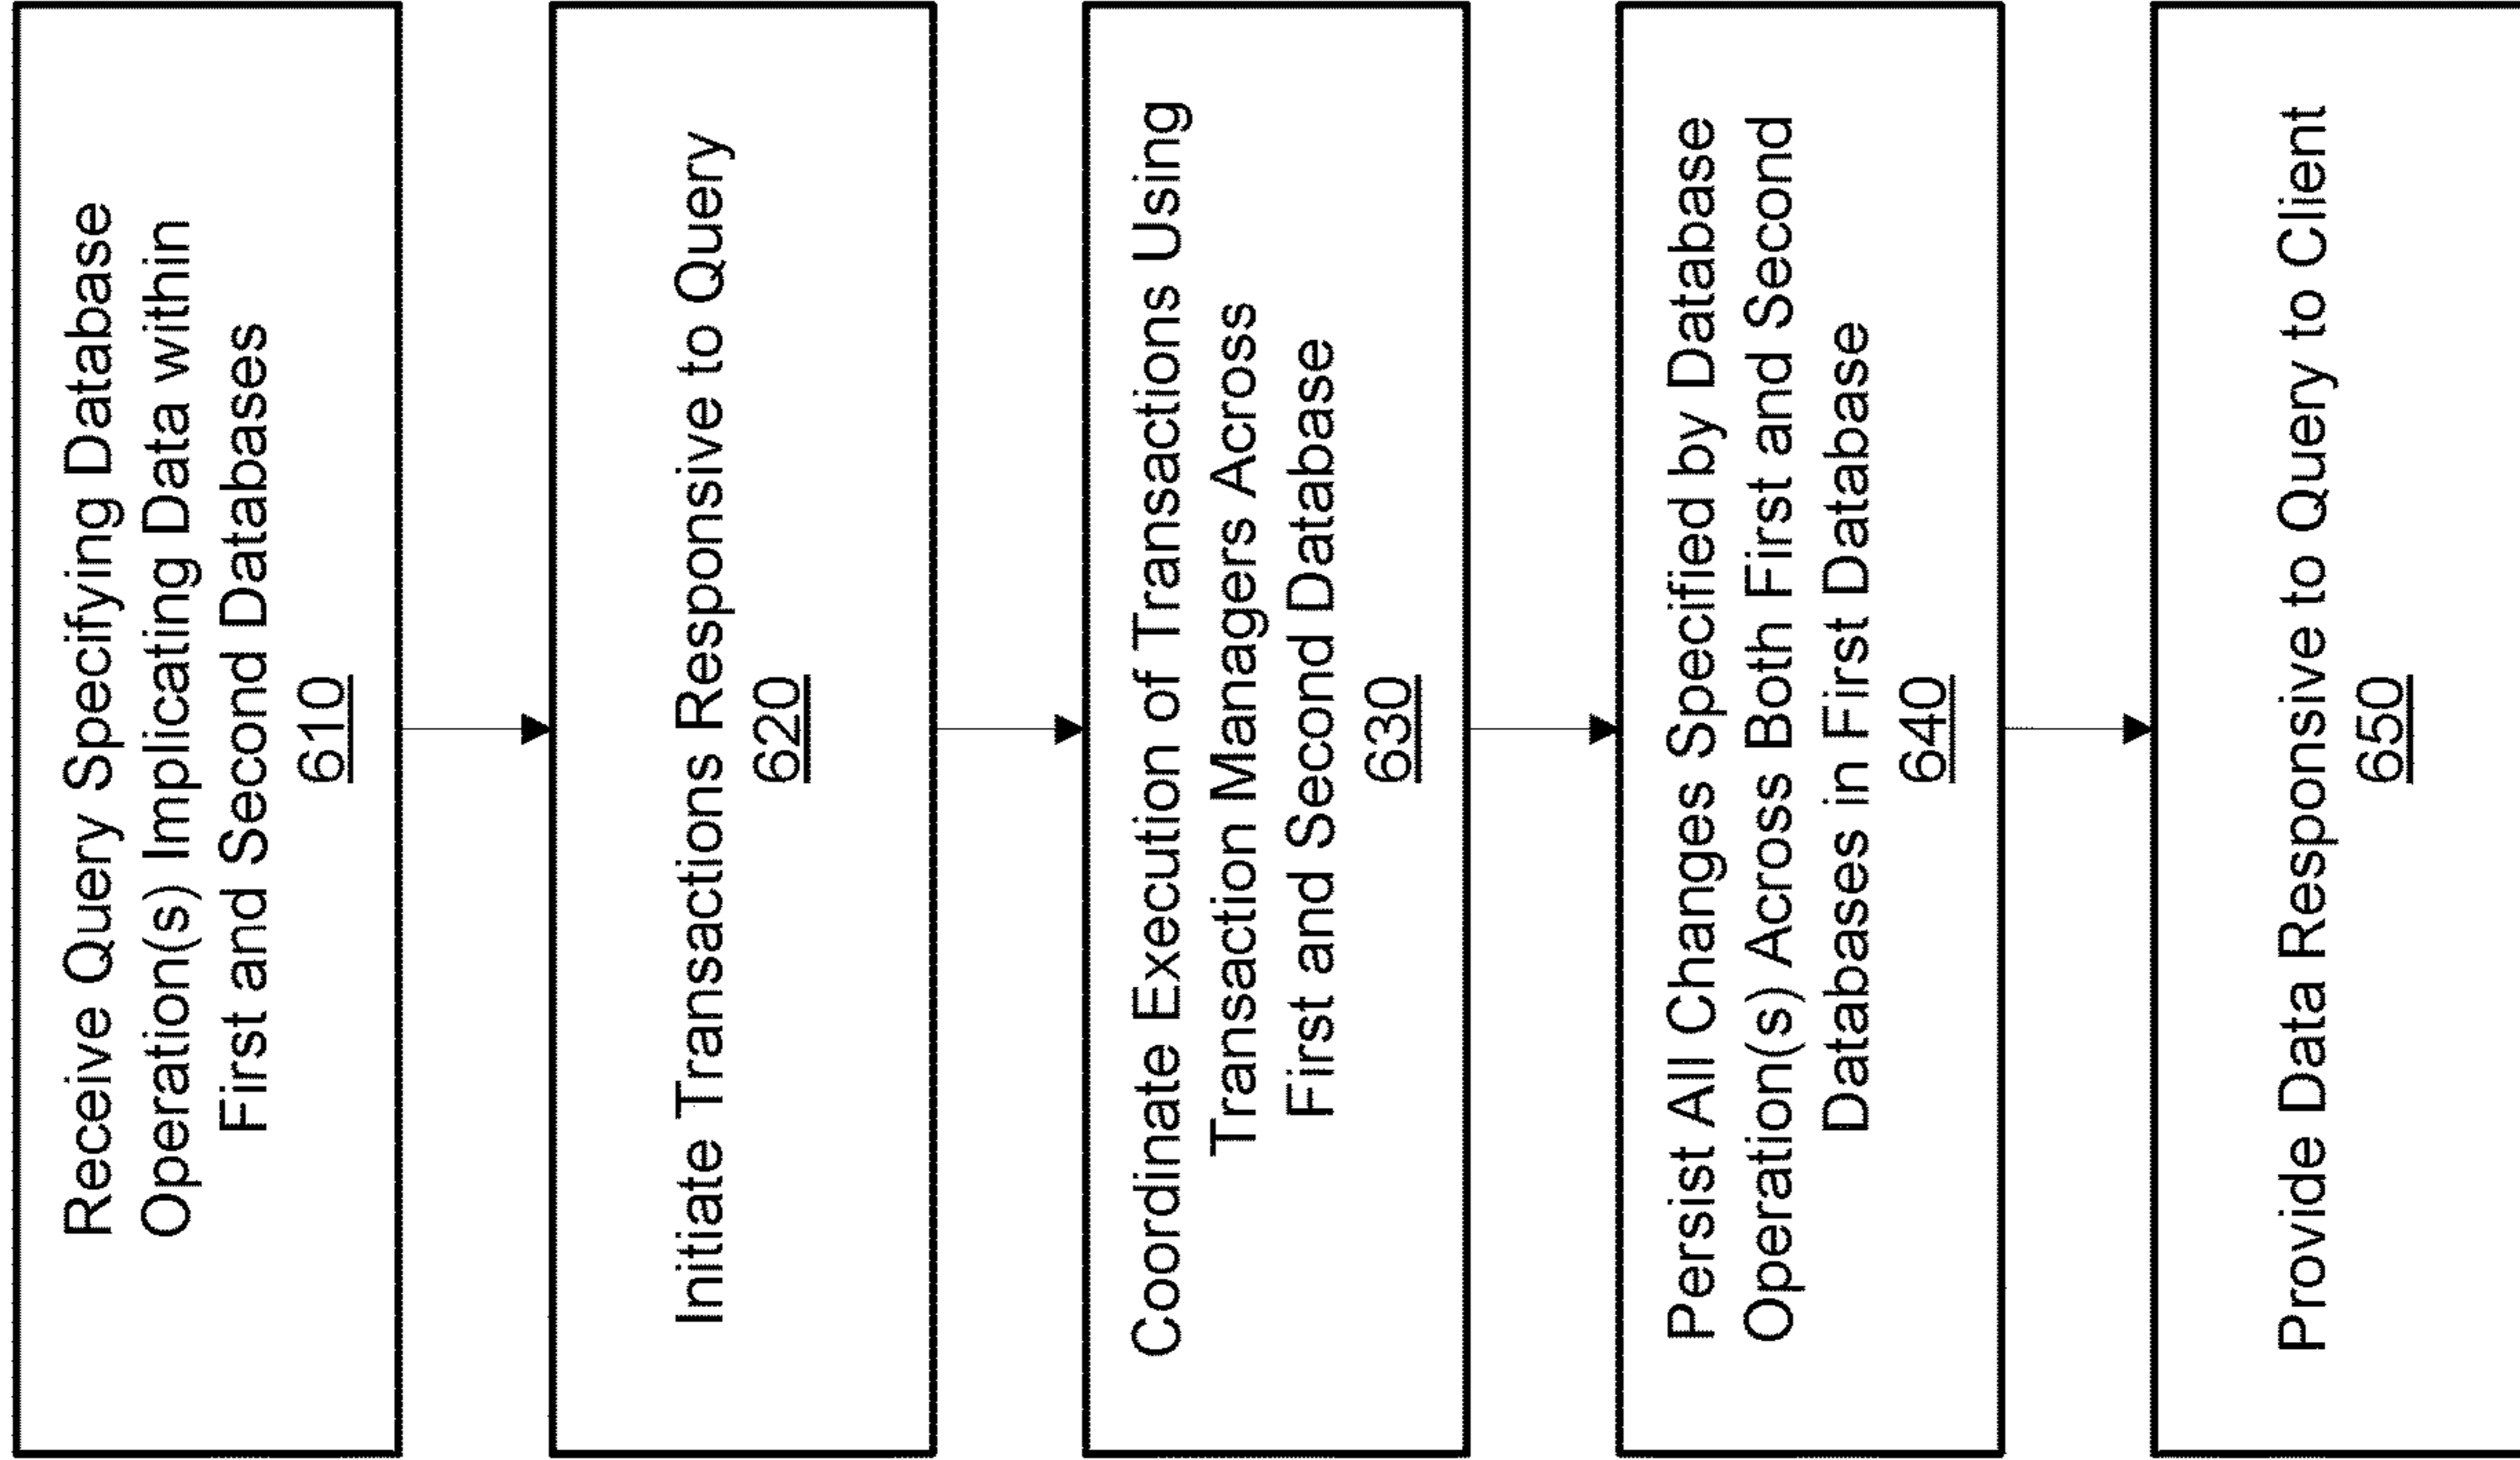 Receive Query Specifying Database
Operation(s) Implicating Data within
First and Second Databases
610
Initiate Transactions Responsive to Query
620
Coordinate Execution of Transactions Using
Transaction Managers Across
First and Second Database
630
Persist All Changes Specified by Database
Operation(s) Across Both First and Second
Databases in First Database
640
Provide Data Responsive to Query to Client
650